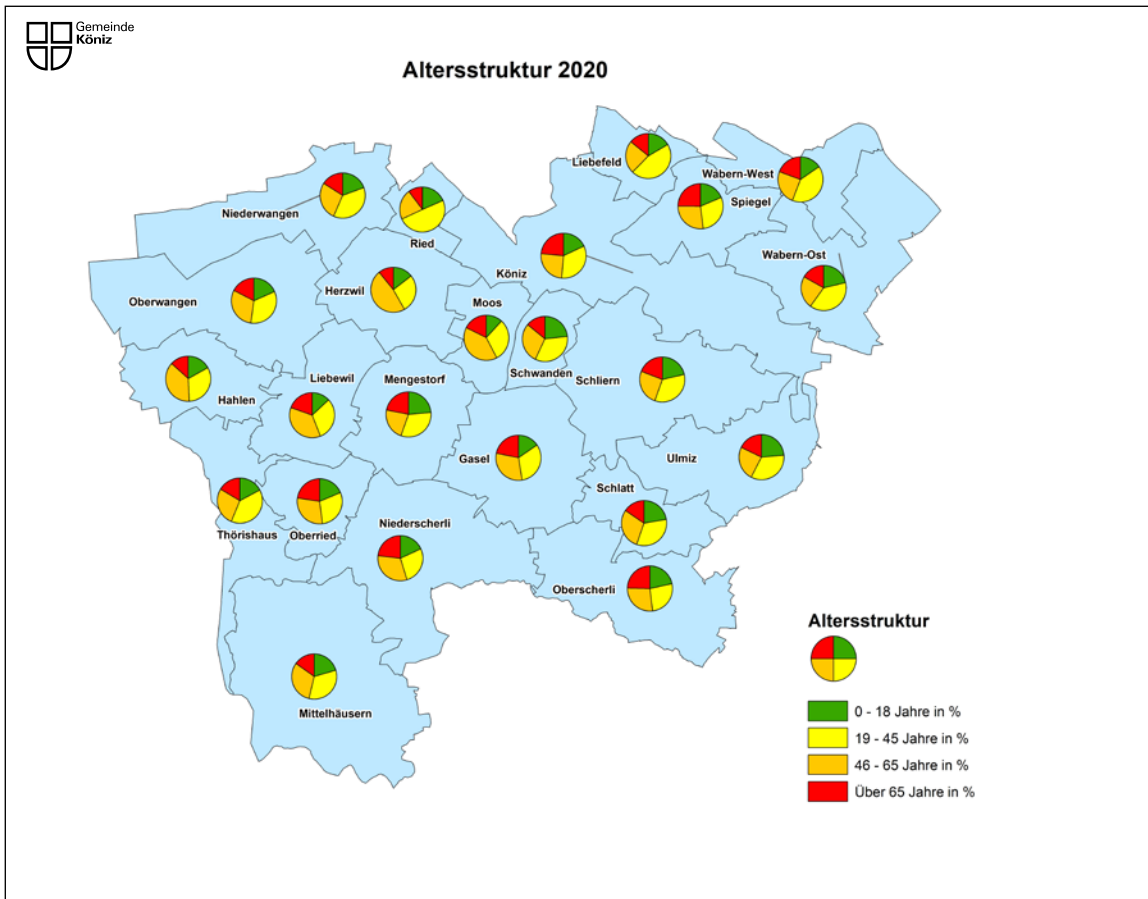 Gemeinde
Köniz
Altersstruktur 2020
Liebefeld
Wabern-West
Spiegel
Niederwangen
Ried
Wabern-Ost
Köniz
Herzwil
Oberwangen
Moos
Schwanden
Schliern
Liebewil
Mengestorf
Hahlen
Gasel
Ulmiz
Schlatt
Niederscherli
Thörishaus
Oberried
Oberscherli
Mittelhäusern
Altersstruktur
0 - 18 Jahre in %
19 - 45 Jahre in %
46 - 65 Jahre in %
Über 65 Jahre in %